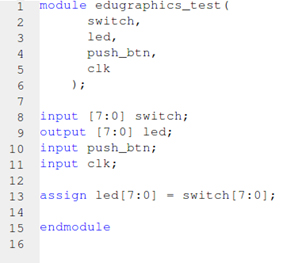 1 module edugraphics_test(
2 switch,
3 led,
4 push_btn,
5 clk
6 );
7
8 input [7:0] switch;
9 output [7:0] led;
10 input push_btn;
11 input clk;
12
13 assign led[7:0] = switch[7:0];
14
15 endmodule
16